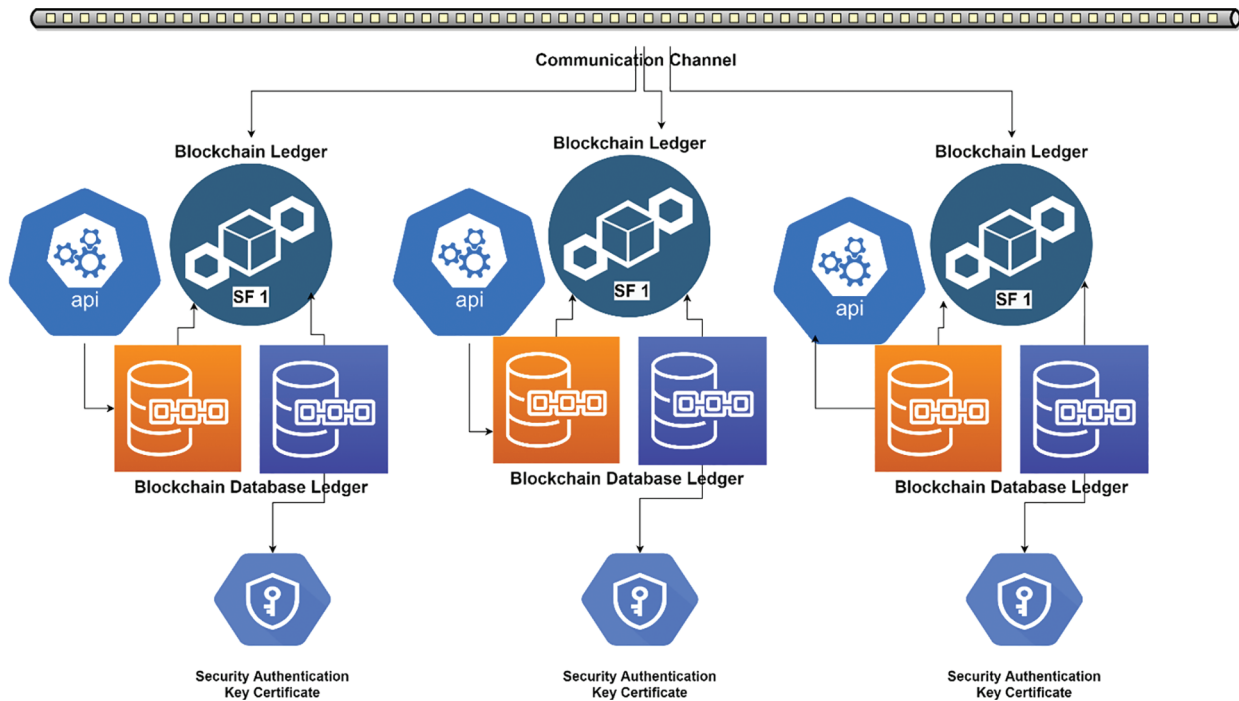 Communication Channel
Blockchain Ledger
Blockchain Ledger
Blockchain Ledger
api
SF 1
api
SF 1
api
SF 1
Blockchain Database Ledger
Blockchain Database Ledger
Blockchain Database Ledger
Security Authentication
Key Certificate
Security Authentication
Key Certificate
Security Authentication
Key Certificate